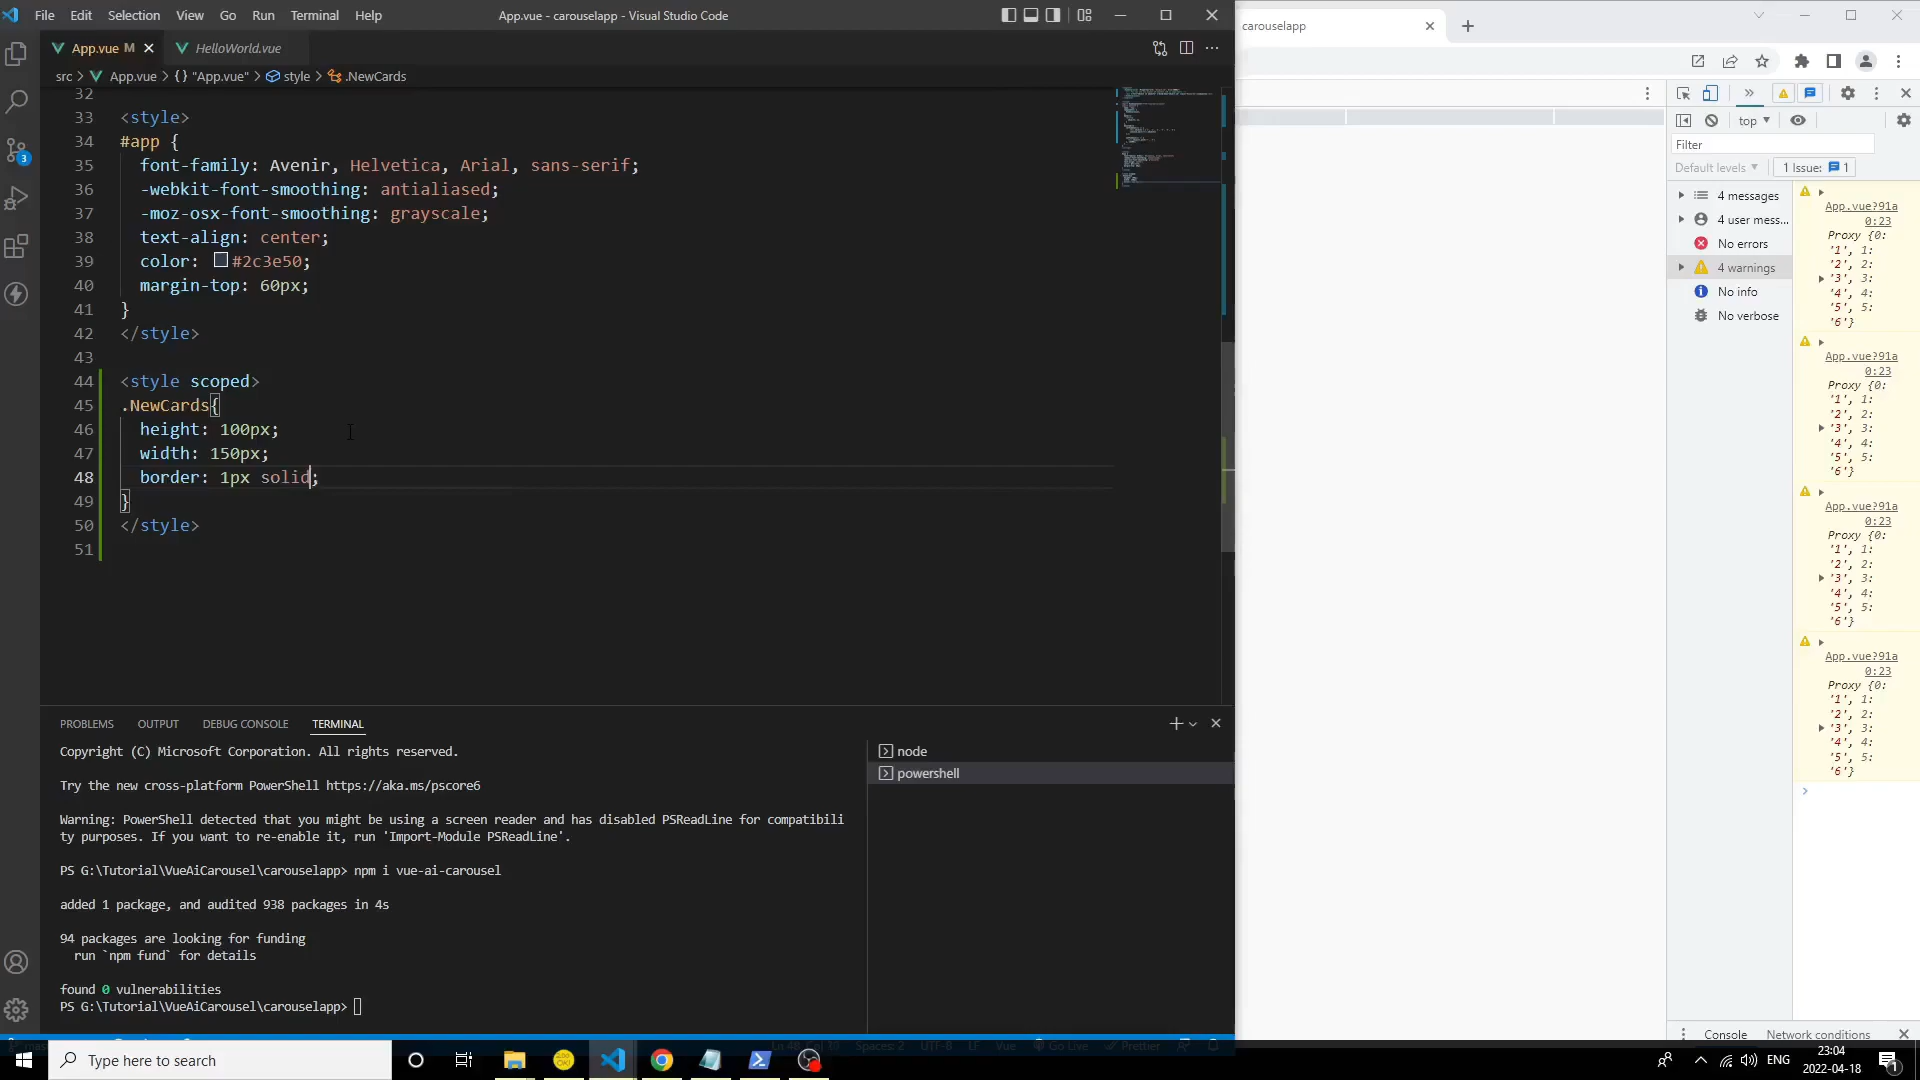 File Edit Selection View Go Run Terminal Help
App.vue - carouselapp - Visual Studio Code
App.vue M HelloWorld.vue
src > App.vue > {} "App.vue" > style > .NewCards
32
33 <style>
34 #app {
35 font-family: Avenir, Helvetica, Arial, sans-serif;
36 -webkit-font-smoothing: antialiased;
37 -moz-osx-font-smoothing: grayscale;
38 text-align: center;
39 color: #2c3e50;
40 margin-top: 60px;
41 }
42 </style>
43
44 <style scoped>
45 .NewCards{
46 height: 100px;
47 width: 150px;
48 border: 1px solid;
49 }
50 </style>
51
PROBLEMS OUTPUT DEBUG CONSOLE TERMINAL
Copyright (C) Microsoft Corporation. All rights reserved.
Try the new cross-platform PowerShell https://aka.ms/pscore6
Warning: PowerShell detected that you might be using a screen reader and has disabled PSReadLine for compatibili
ty purposes. If you want to re-enable it, run 'Import-Module PSReadLine'.
PS G:\Tutorial\VueAiCarousel\carouselapp> npm i vue-ai-carousel
added 1 package, and audited 938 packages in 4s
94 packages are looking for funding
run `npm fund` for details
found 0 vulnerabilities
PS G:\Tutorial\VueAiCarousel\carouselapp>
node
powershell
carouselapp
top
Filter
Default levels 1 Issue: 1
4 messages
4 user mess...
No errors
4 warnings
No info
No verbose
App.vue?91a
0:23
Proxy {0:
'1', 1:
'2', 2:
'3', 3:
'4', 4:
'5', 5:
'6'}
App.vue?91a
0:23
Proxy {0:
'1', 1:
'2', 2:
'3', 3:
'4', 4:
'5', 5:
'6'}
App.vue?91a
0:23
Proxy {0:
'1', 1:
'2', 2:
'3', 3:
'4', 4:
'5', 5:
'6'}
App.vue?91a
0:23
Proxy {0:
'1', 1:
'2', 2:
'3', 3:
'4', 4:
'5', 5:
'6'}
Console Network conditions
Spaces: 2 UTF-8 LF Vue Go Live Prettier
3
Type here to search
ENG
23:04
2022-04-18
1